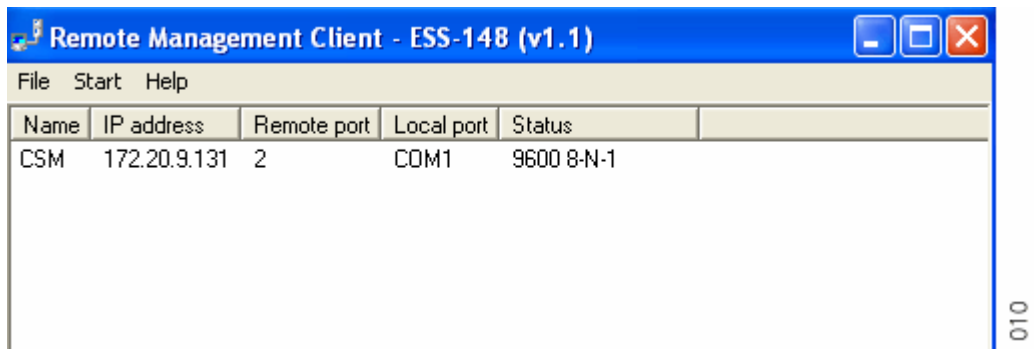 Remote Management Client - ESS-148 (v1.1)
File Start Help
Name IP address Remote port Local port Status
CSM 172.20.9.131 2 COM1 9600 8-N-1
010